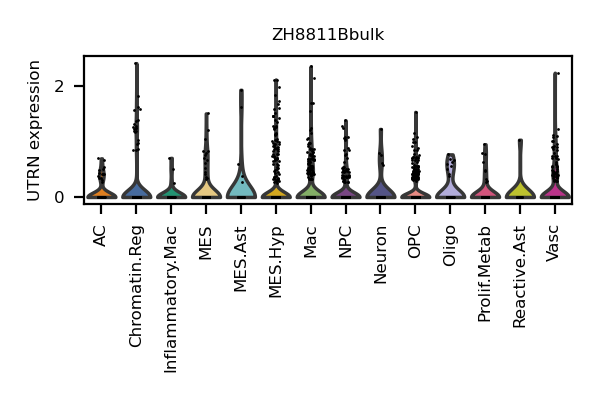 ZH8811Bbulk
UTRN expression
2
0
AC
Chromatin.Reg
Inflammatory.Mac
MES
MES.Ast
MES.Hyp
Mac
NPC
Neuron
OPC
Oligo
Prolif.Metab
Reactive.Ast
Vasc